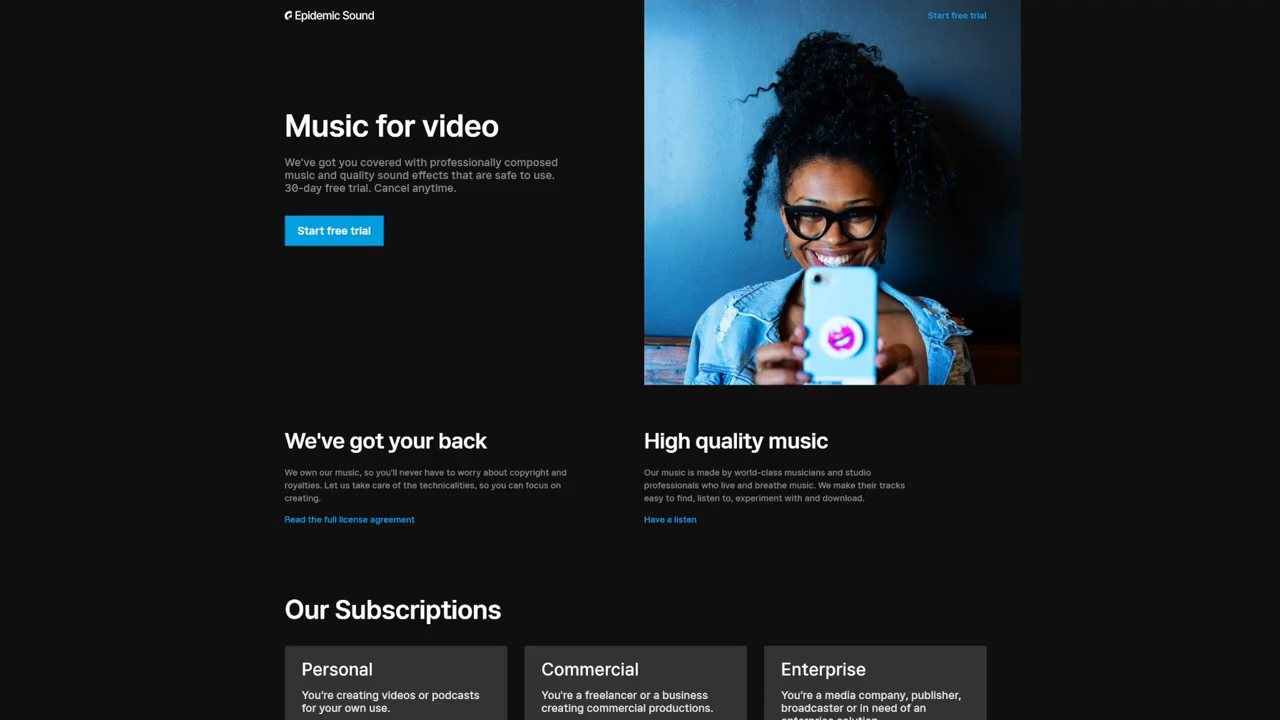 Epidemic Sound
Start free trial
Music for video
We've got you covered with professionally composed
music and quality sound effects that are safe to use.
30-day free trial. Cancel anytime.
Start free trial
We've got your back
We own our music, so you'll never have to worry about copyright and
royalties. Let us take care of the technicalities, so you can focus on
creating.
Read the full license agreement
High quality music
Our music is made by world-class musicians and studio
professionals who live and breathe music. We make their tracks
easy to find, listen to, experiment with and download.
Have a listen
Our Subscriptions
Personal
You're creating videos or podcasts
for your own use.
Commercial
You're a freelancer or a business
creating commercial productions.
Enterprise
You're a media company, publisher,
broadcaster or in need of an
enterprise solution.